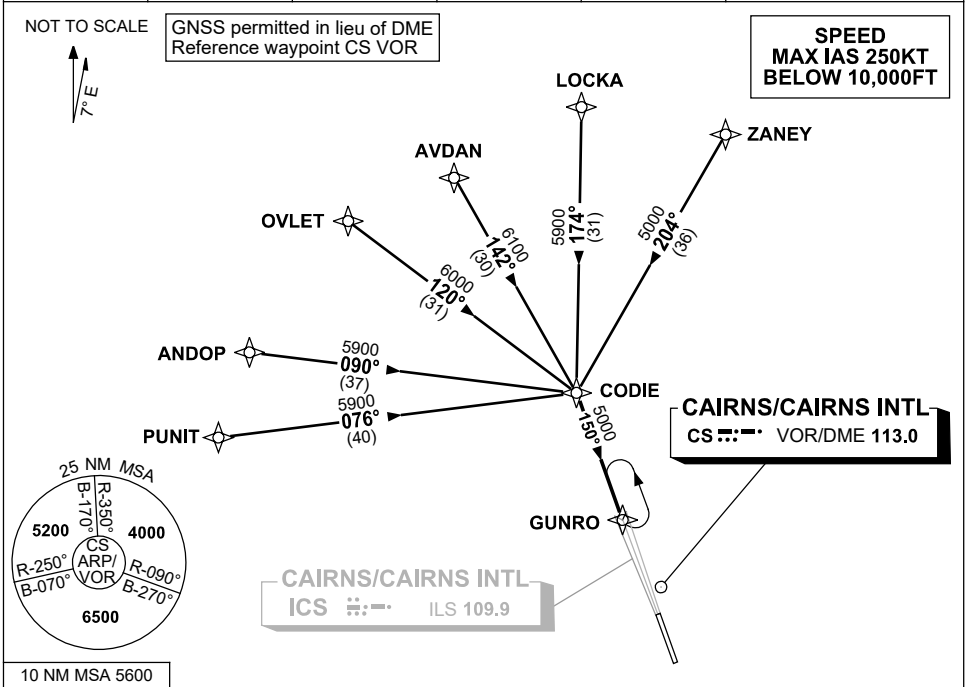 NOT TO SCALE
7° E
GNSS permitted in lieu of DME
Reference waypoint CS VOR
SPEED
MAX IAS 250KT
BELOW 10,000FT
LOCKA
ZANEY
AVDAN
OVLET
5900
174°
(31)
5000
204°
(36)
6100
142°
(30)
6000
120°
(31)
ANDOP
5900
090°
(37)
CODIE
5900
076°
(40)
PUNIT
5000
150°
CAIRNS/CAIRNS INTL
CS VOR/DME 113.0
GUNRO
CAIRNS/CAIRNS INTL
ICS ILS 109.9
25 NM MSA
B-170°
R-350°
5200
4000
CS
ARP/
VOR
R-250°
B-070°
R-090°
B-270°
6500
10 NM MSA 5600